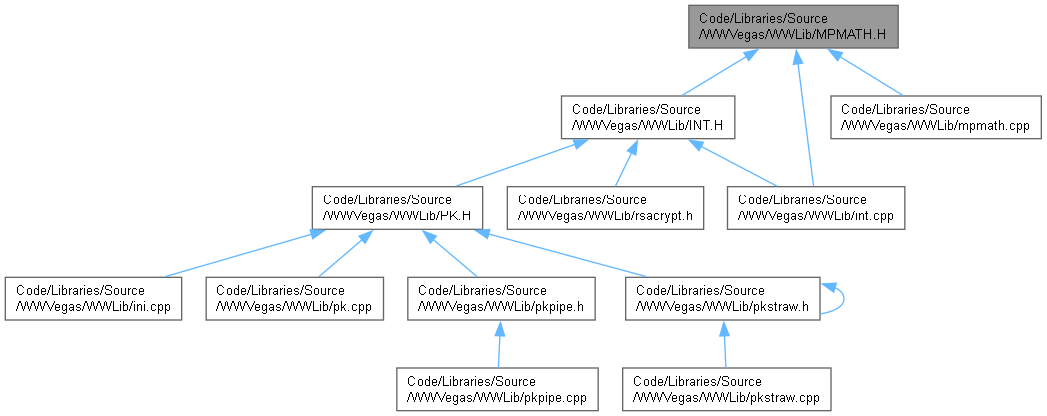 Code/Libraries/Source
/WWVegas/WWLib/MPMATH.H
Code/Libraries/Source
/WWVegas/WWLib/INT.H
Code/Libraries/Source
/WWVegas/WWLib/mpmath.cpp
Code/Libraries/Source
/WWVegas/WWLib/PK.H
Code/Libraries/Source
/WWVegas/WWLib/rsacrypt.h
Code/Libraries/Source
/WWVegas/WWLib/int.cpp
Code/Libraries/Source
/WWVegas/WWLib/ini.cpp
Code/Libraries/Source
/WWVegas/WWLib/pk.cpp
Code/Libraries/Source
/WWVegas/WWLib/pkpipe.h
Code/Libraries/Source
/WWVegas/WWLib/pkstraw.h
Code/Libraries/Source
/WWVegas/WWLib/pkpipe.cpp
Code/Libraries/Source
/WWVegas/WWLib/pkstraw.cpp